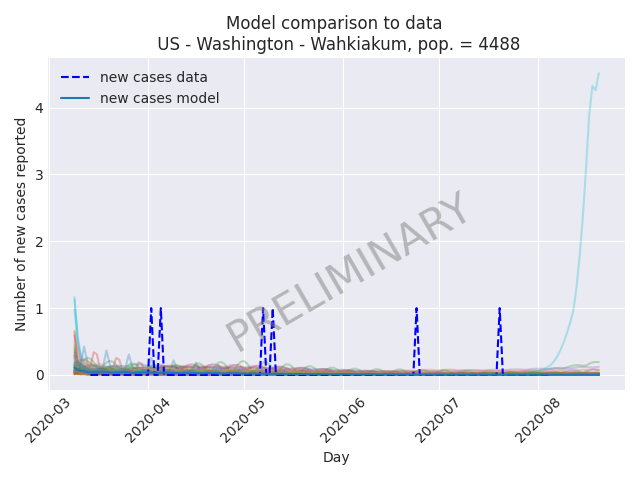 Model comparison to data
US - Washington - Wahkiakum, pop. = 4488
new cases data
new cases model
Number of new cases reported
4
3
2
1
0
PRELIMINARY
2020-03
2020-04
2020-05
2020-06
2020-07
2020-08
Day